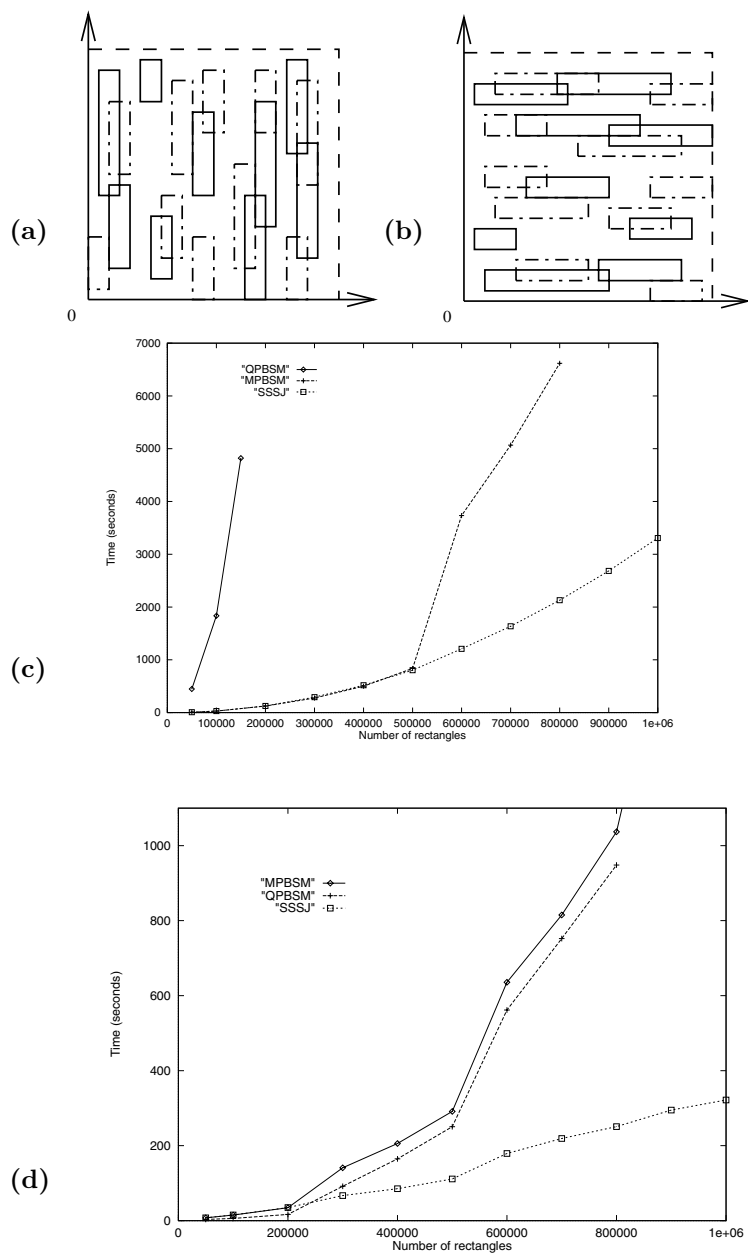 (a)
0
(b)
0
(c)
7000
6000
5000
4000
3000
2000
1000
0
Time (seconds)
"QPBSM"
"MPBSM"
"SSSJ"
0 100000 200000 300000 400000 500000 600000 700000 800000 900000 1e+06
Number of rectangles
(d)
1000
800
600
400
200
0
Time (seconds)
"MPBSM"
"QPBSM"
"SSSJ"
0 200000 400000 600000 800000 1e+06
Number of rectangles